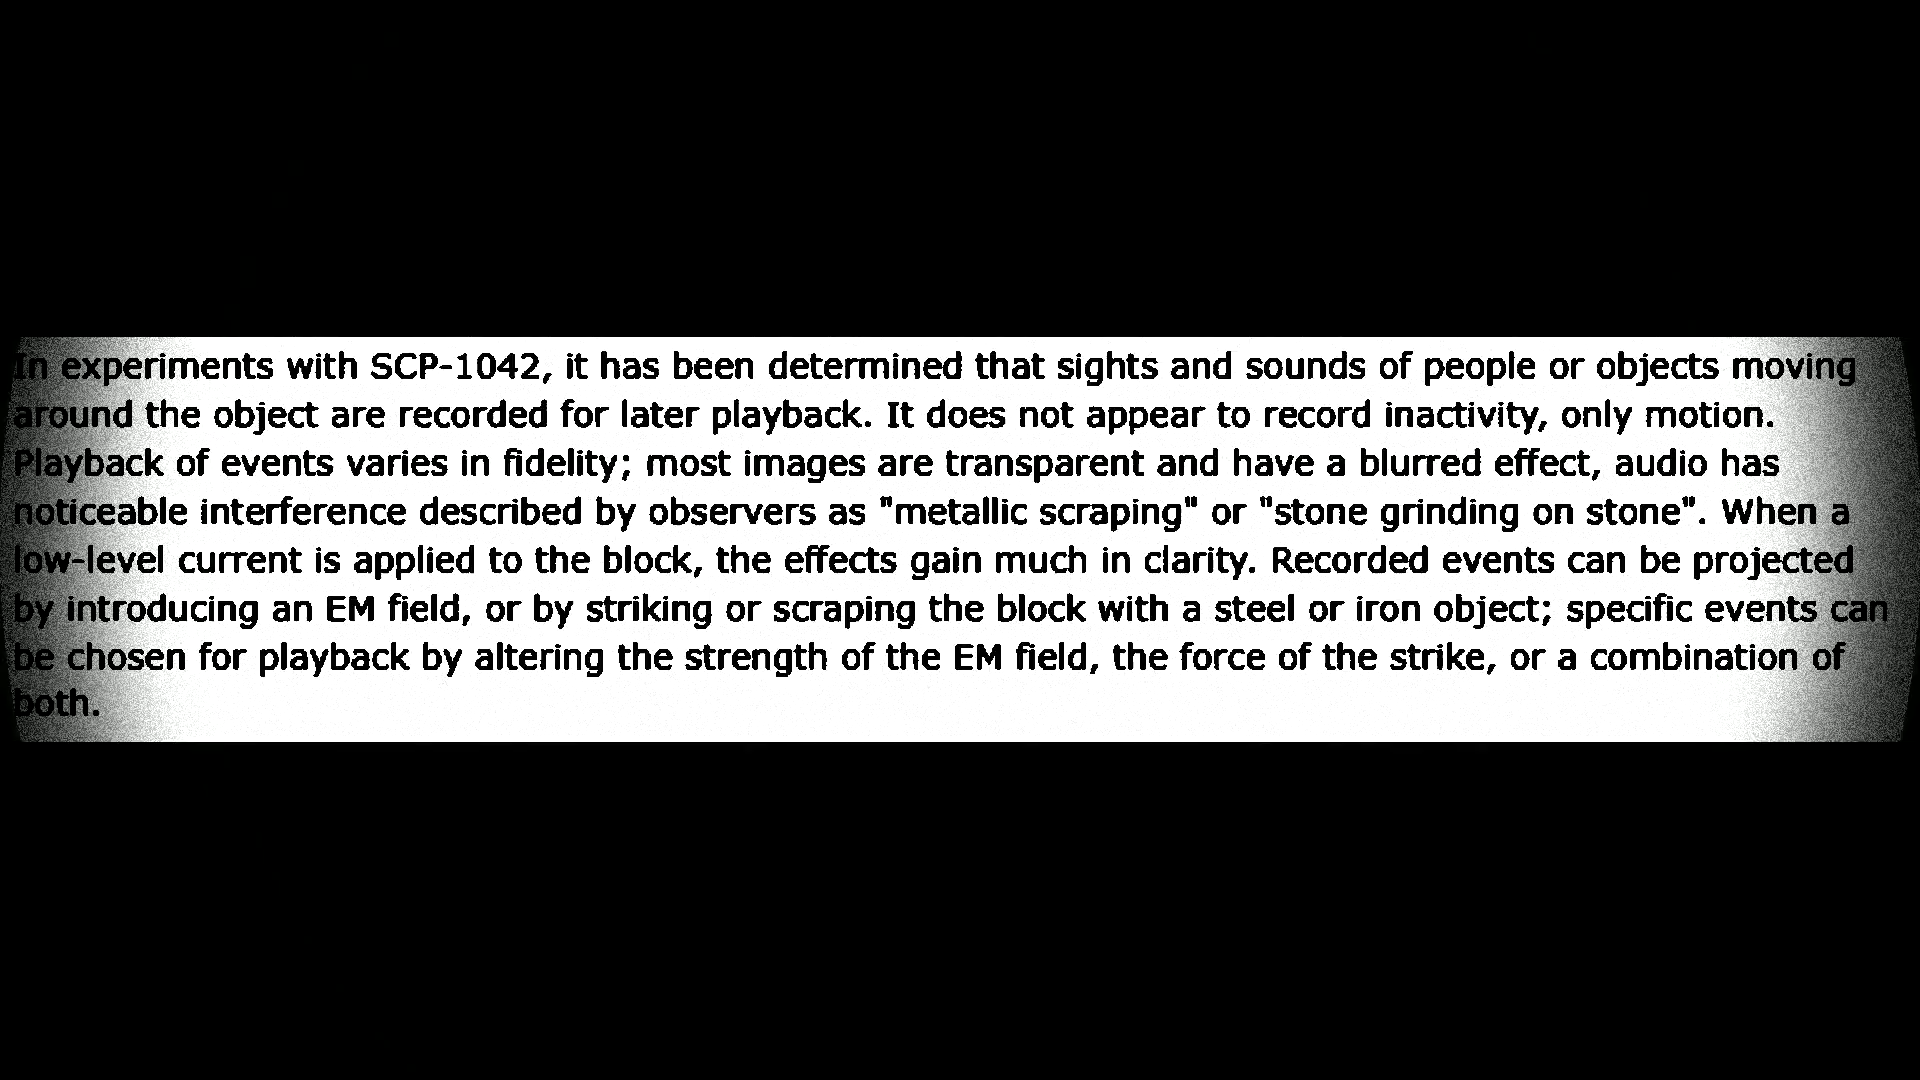 In experiments with SCP-1042, it has been determined that sights and sounds of people or objects moving
around the object are recorded for later playback. It does not appear to record inactivity, only motion.
Playback of events varies in fidelity; most images are transparent and have a blurred effect, audio has
noticeable interference described by observers as "metallic scraping" or "stone grinding on stone". When a
low-level current is applied to the block, the effects gain much in clarity. Recorded events can be projected
by introducing an EM field, or by striking or scraping the block with a steel or iron object; specific events can
be chosen for playback by altering the strength of the EM field, the force of the strike, or a combination of
both.